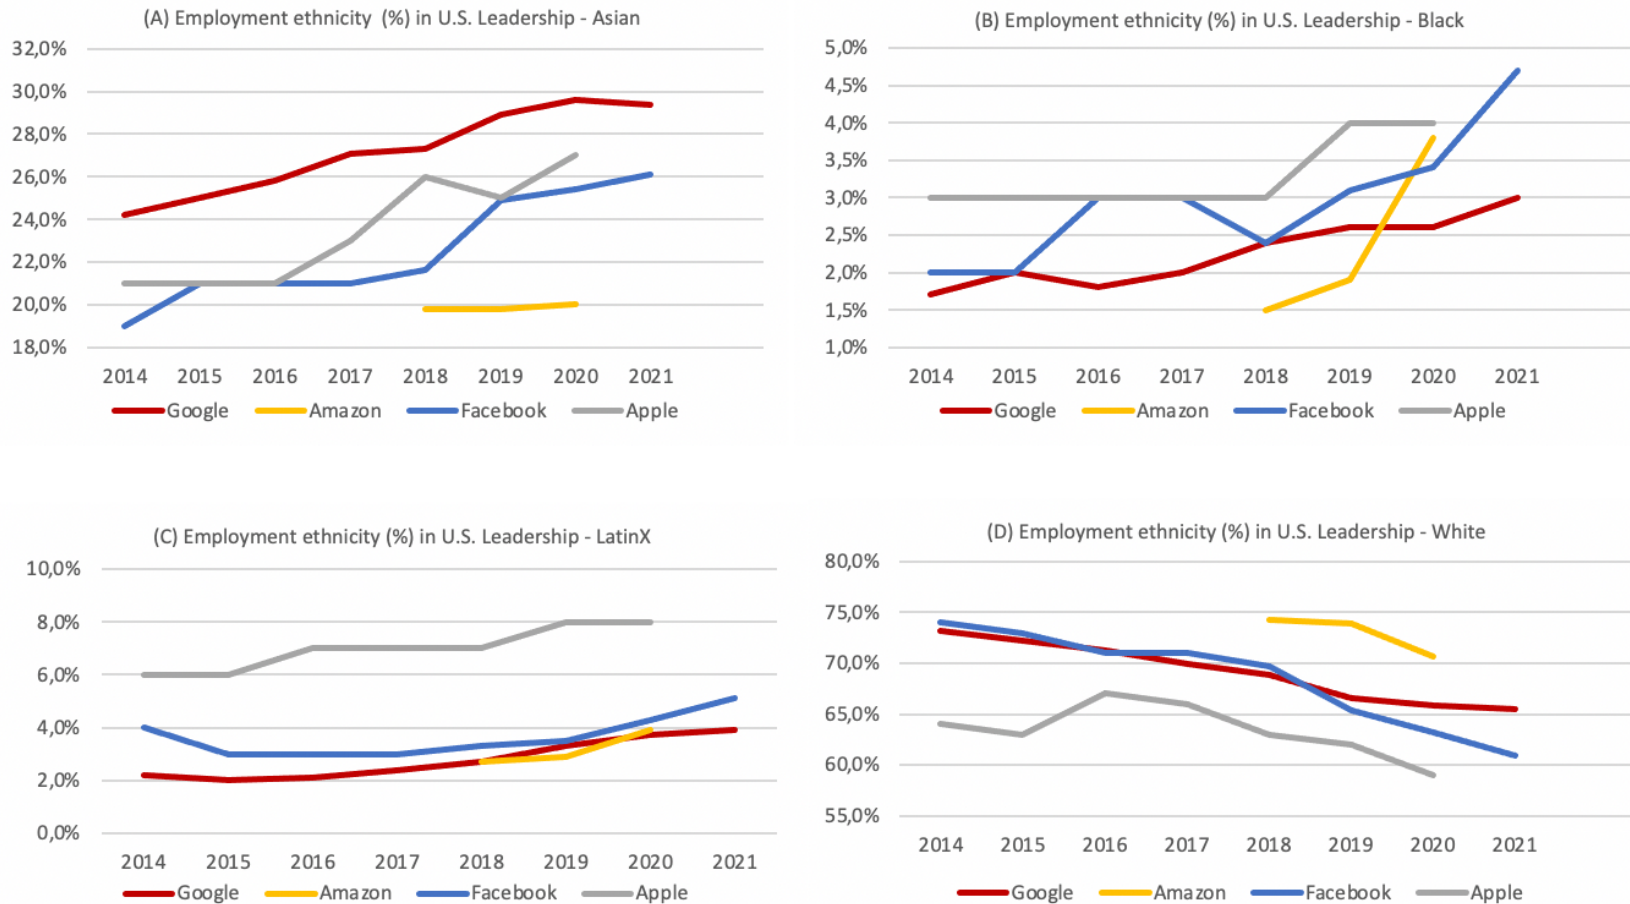 (A) Employment ethnicity  (%) in U.S. Leadership - Asian
32,0%
30,0%
28,0%
26,0%
24,0%
22,0%
20,0%
18,0%
2014 2015 2016 2017 2018 2019 2020 2021
Google Amazon Facebook Apple
(B) Employment ethnicity (%) in U.S. Leadership - Black
5,0%
4,5%
4,0%
3,5%
3,0%
2,5%
2,0%
1,5%
1,0%
2014 2015 2016 2017 2018 2019 2020 2021
Google Amazon Facebook Apple
(C) Employment ethnicity (%) in U.S. Leadership - LatinX
10,0%
8,0%
6,0%
4,0%
2,0%
0,0%
2014 2015 2016 2017 2018 2019 2020 2021
Google Amazon Facebook Apple
(D) Employment ethnicity (%) in U.S. Leadership - White
80,0%
75,0%
70,0%
65,0%
60,0%
55,0%
2014 2015 2016 2017 2018 2019 2020 2021
Google Amazon Facebook Apple